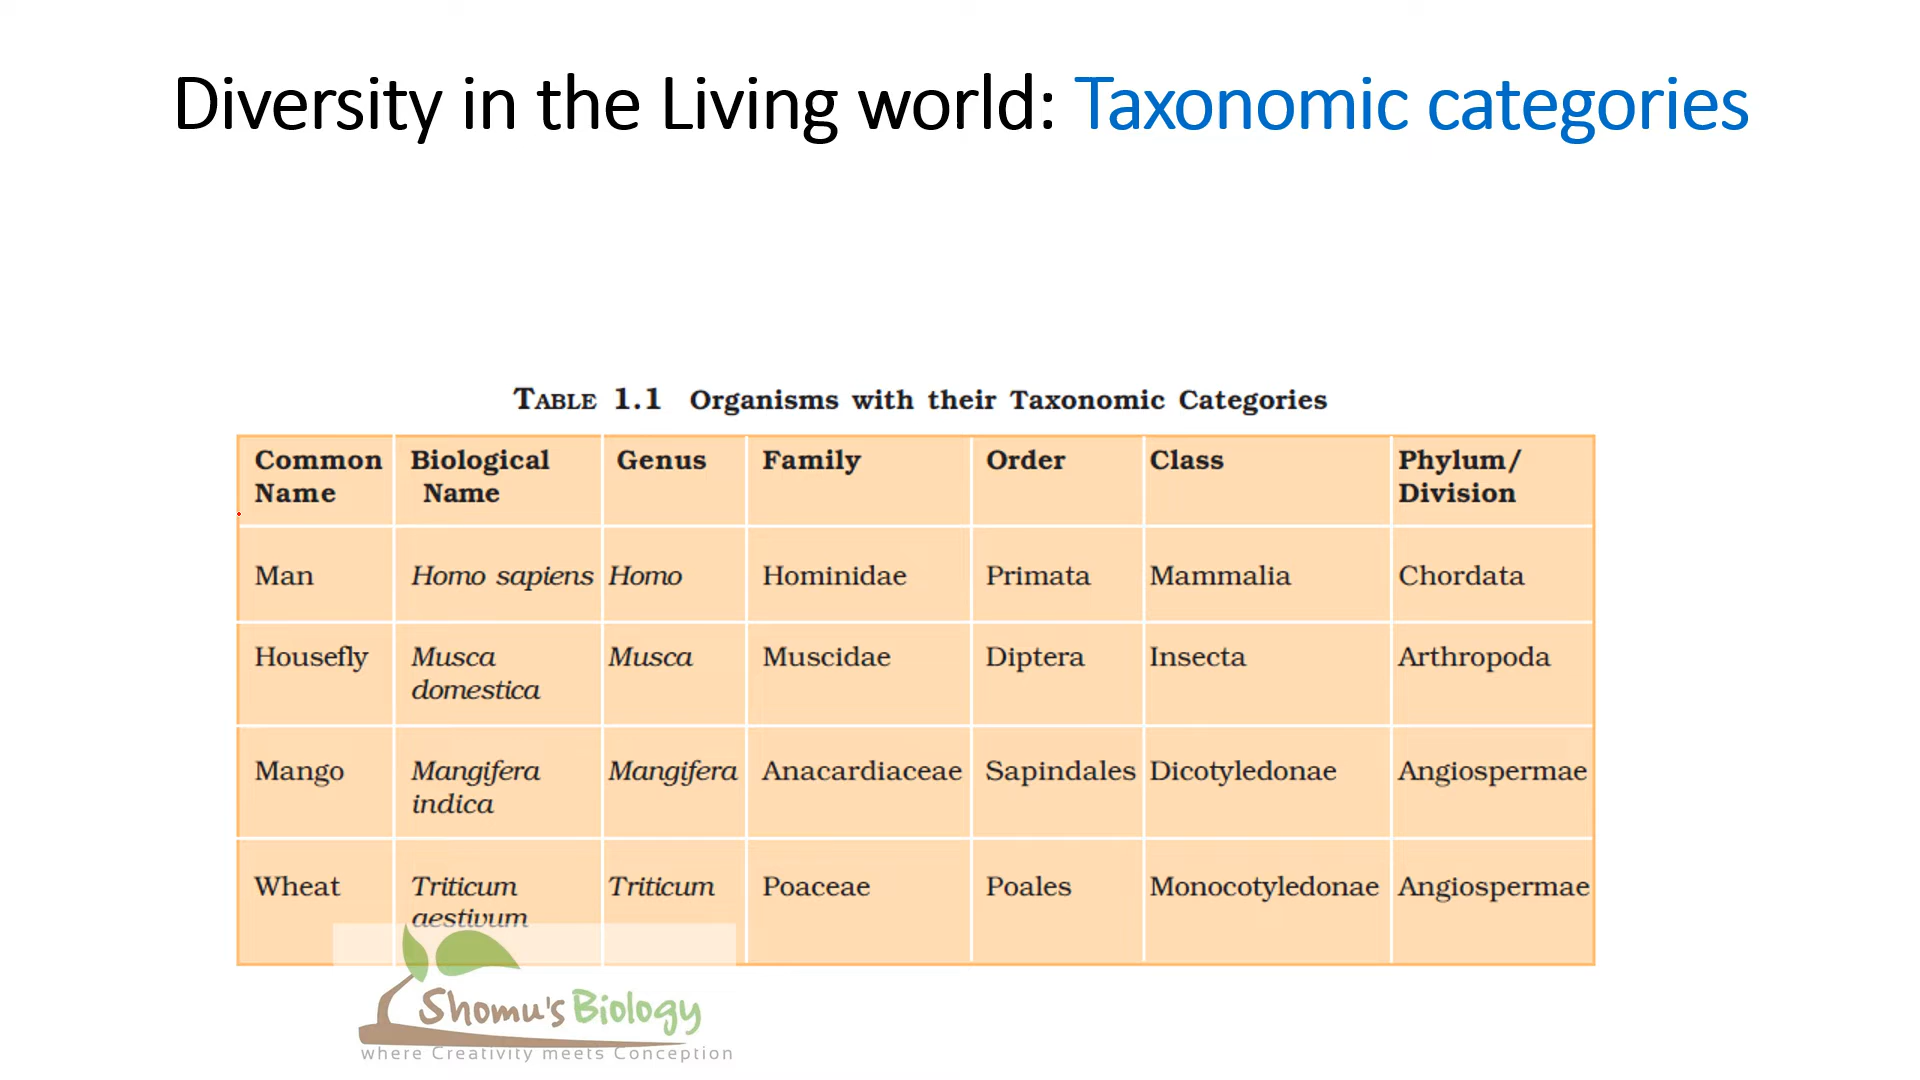 Diversity in the Living world: Taxonomic categories
TABLE 1.1 Organisms with their Taxonomic Categories
Common Name Biological Name Genus Family Order Class Phylum/ Division
Man Homo sapiens Homo Hominidae Primata Mammalia Chordata
Housefly Musca domestica Musca Muscidae Diptera Insecta Arthropoda
Mango Mangifera indica Mangifera Anacardiaceae Sapindales Dicotyledonae Angiospermae
Wheat Triticum aestivum Triticum Poaceae Poales Monocotyledonae Angiospermae
Shomu's Biology
where Creativity meets Conception